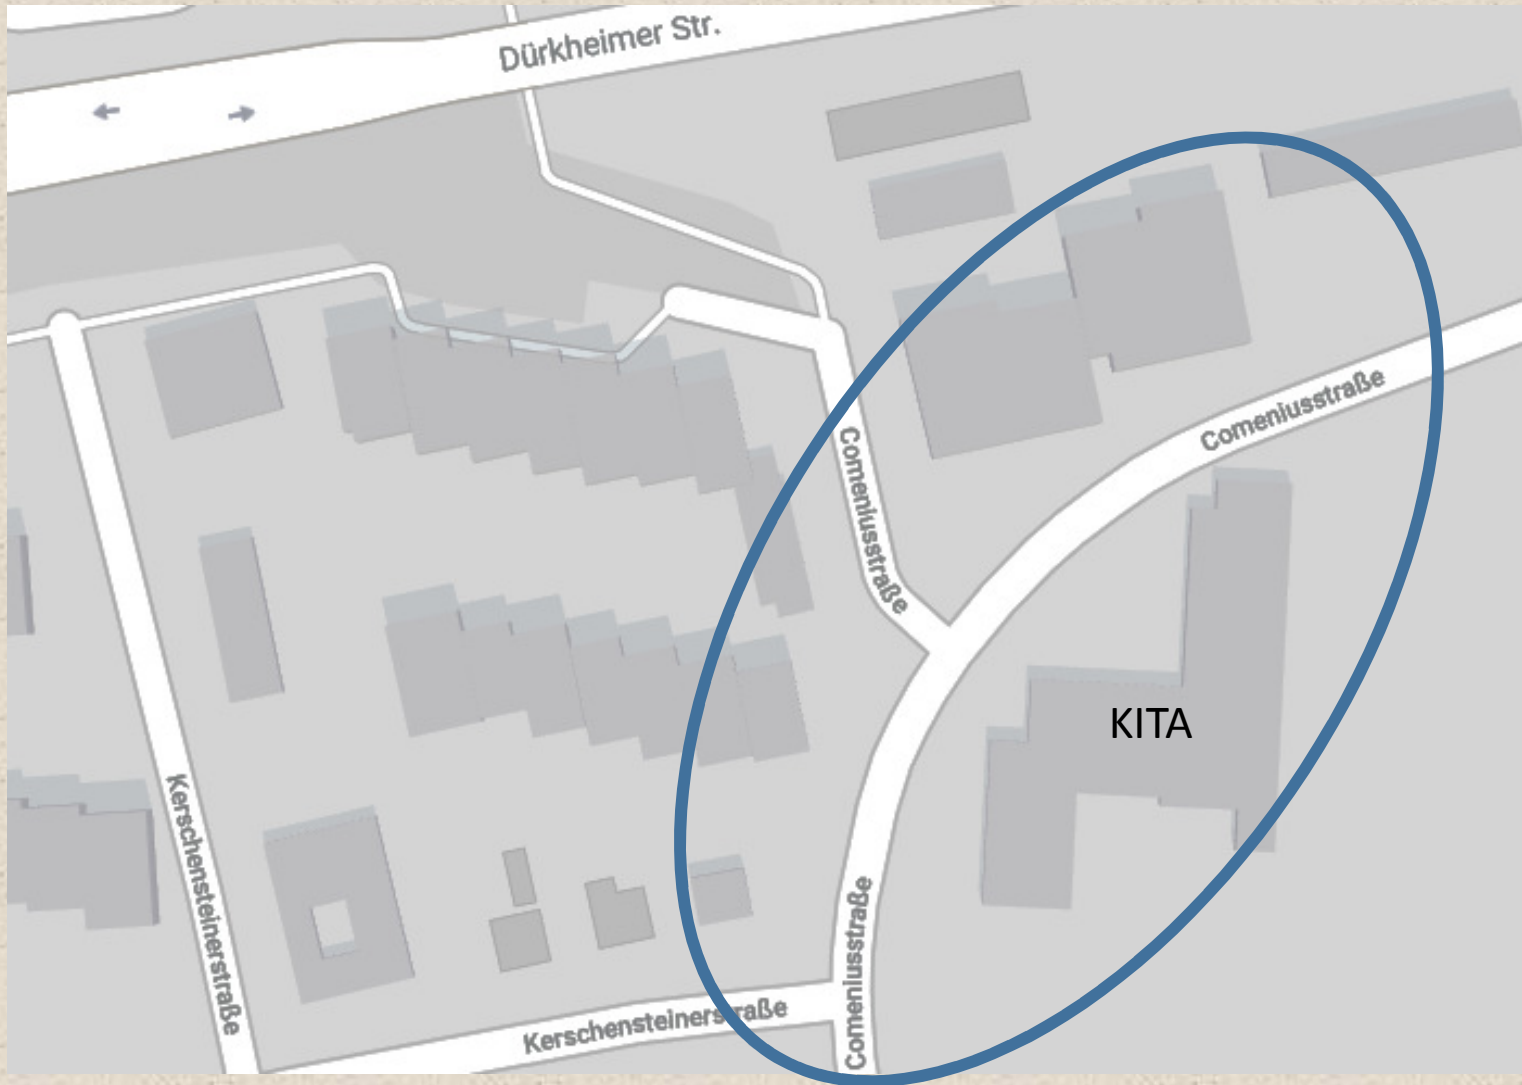 Dürkheimer Str.
Comeniusstraße
Comeniusstraße
KITA
Kerschensteinerstraße
Comeniusstraße
Kerschensteinerstraße